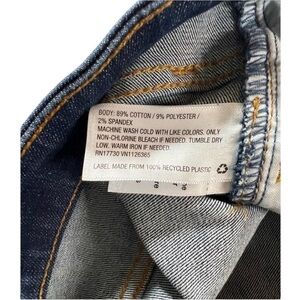 BODY: 89% COTTON / 9% POLYESTER /
2% SPANDEX
MACHINE WASH COLD WITH LIKE COLORS. ONLY
NON-CHLORINE BLEACH IF NEEDED. TUMBLE DRY
LOW. WARM IRON IF NEEDED.
RN17730 VN1126365
LABEL MADE FROM 100% RECYCLED PLASTIC